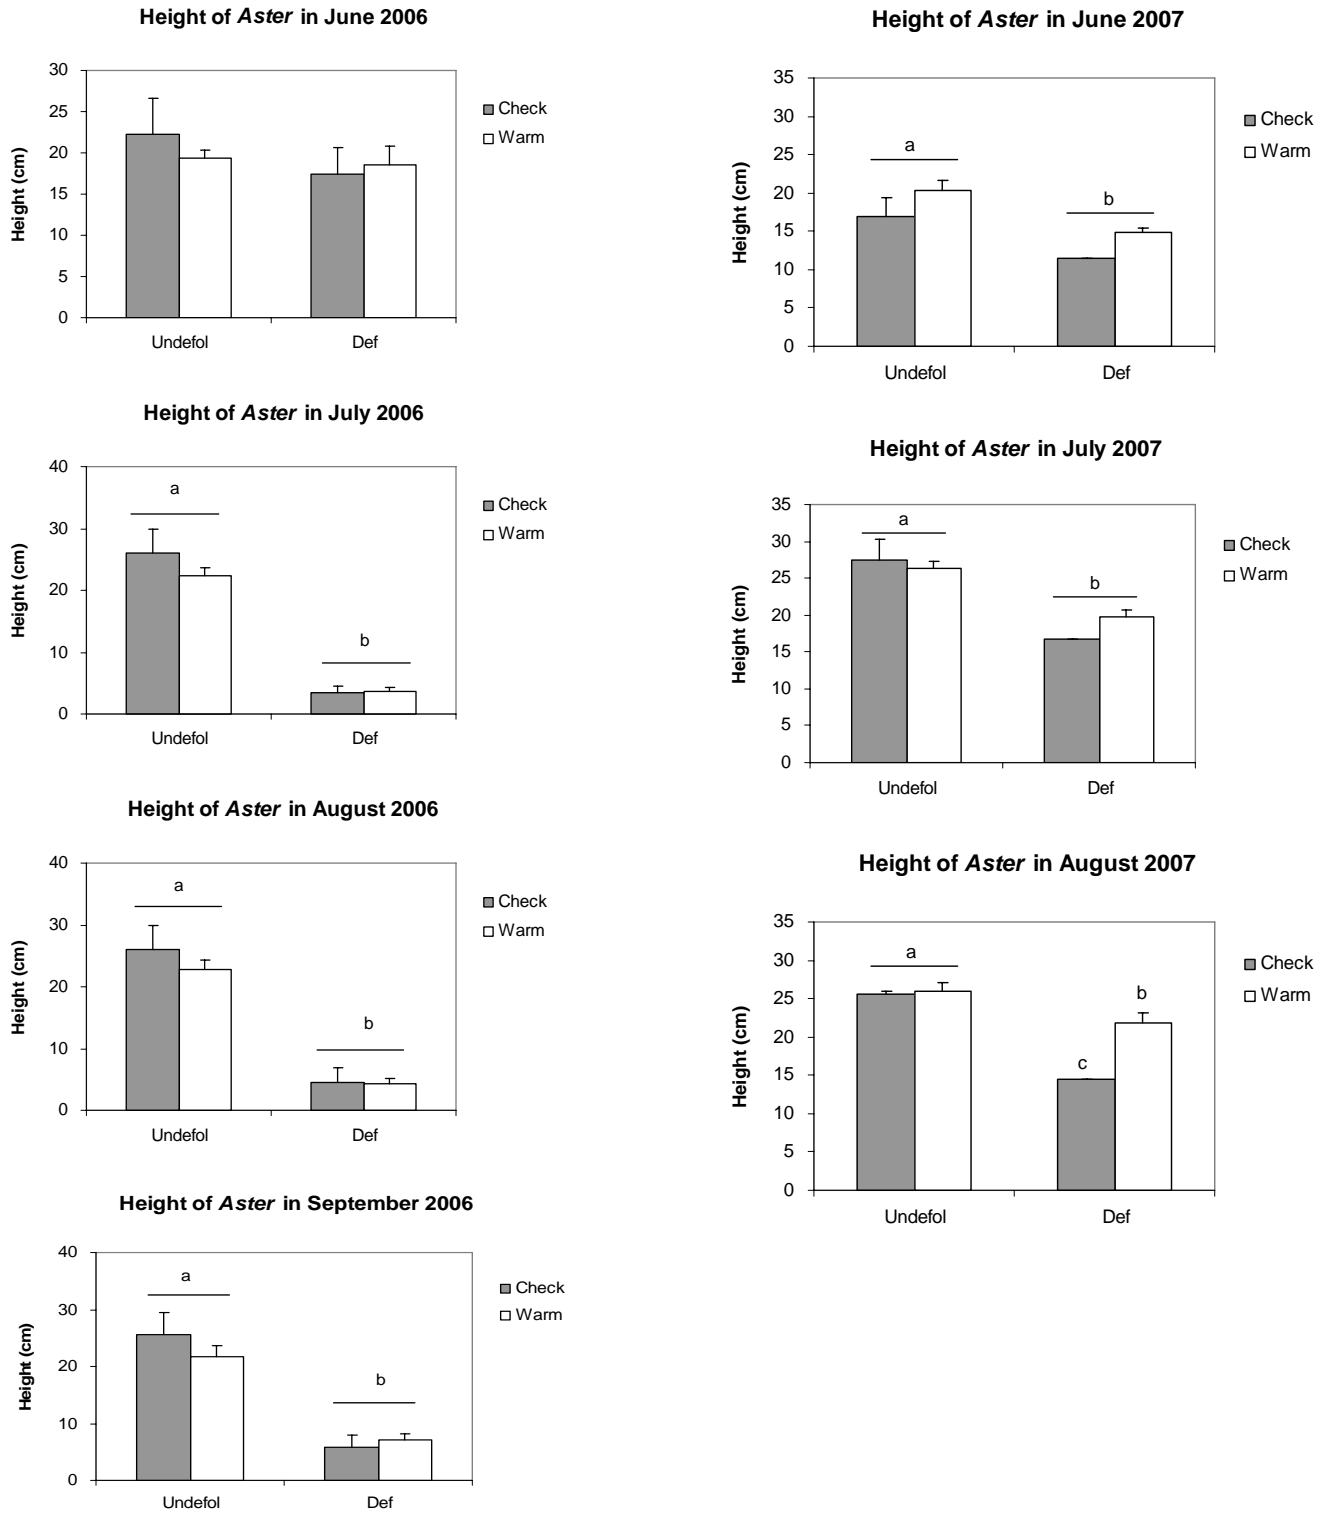 Height of Aster in June 2006
30
25
20
15
10
5
0
Height (cm)
Undefol
Def
Check
Warm
Height of Aster in July 2006
40
30
20
10
0
Height (cm)
a
b
Undefol
Def
Check
Warm
Height of Aster in August 2006
40
30
20
10
0
Height (cm)
a
b
Undefol
Def
Check
Warm
Height of Aster in September 2006
40
30
20
10
0
Height (cm)
a
b
Undefol
Def
Check
Warm
Height of Aster in June 2007
35
30
25
20
15
10
5
0
Height (cm)
a
b
Undefol
Def
Check
Warm
Height of Aster in July 2007
35
30
25
20
15
10
5
0
Height (cm)
a
b
Undefol
Def
Check
Warm
Height of Aster in August 2007
35
30
25
20
15
10
5
0
Height (cm)
a
b
c
Undefol
Def
Check
Warm